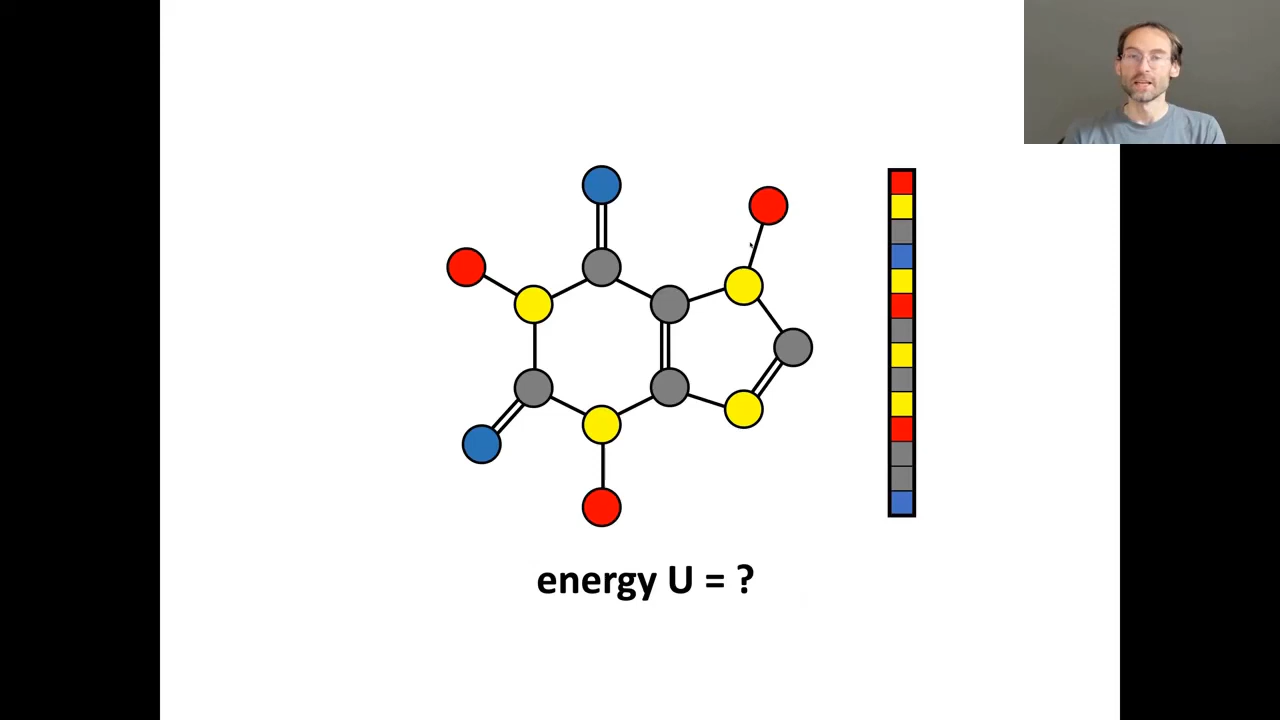 energy U = ?